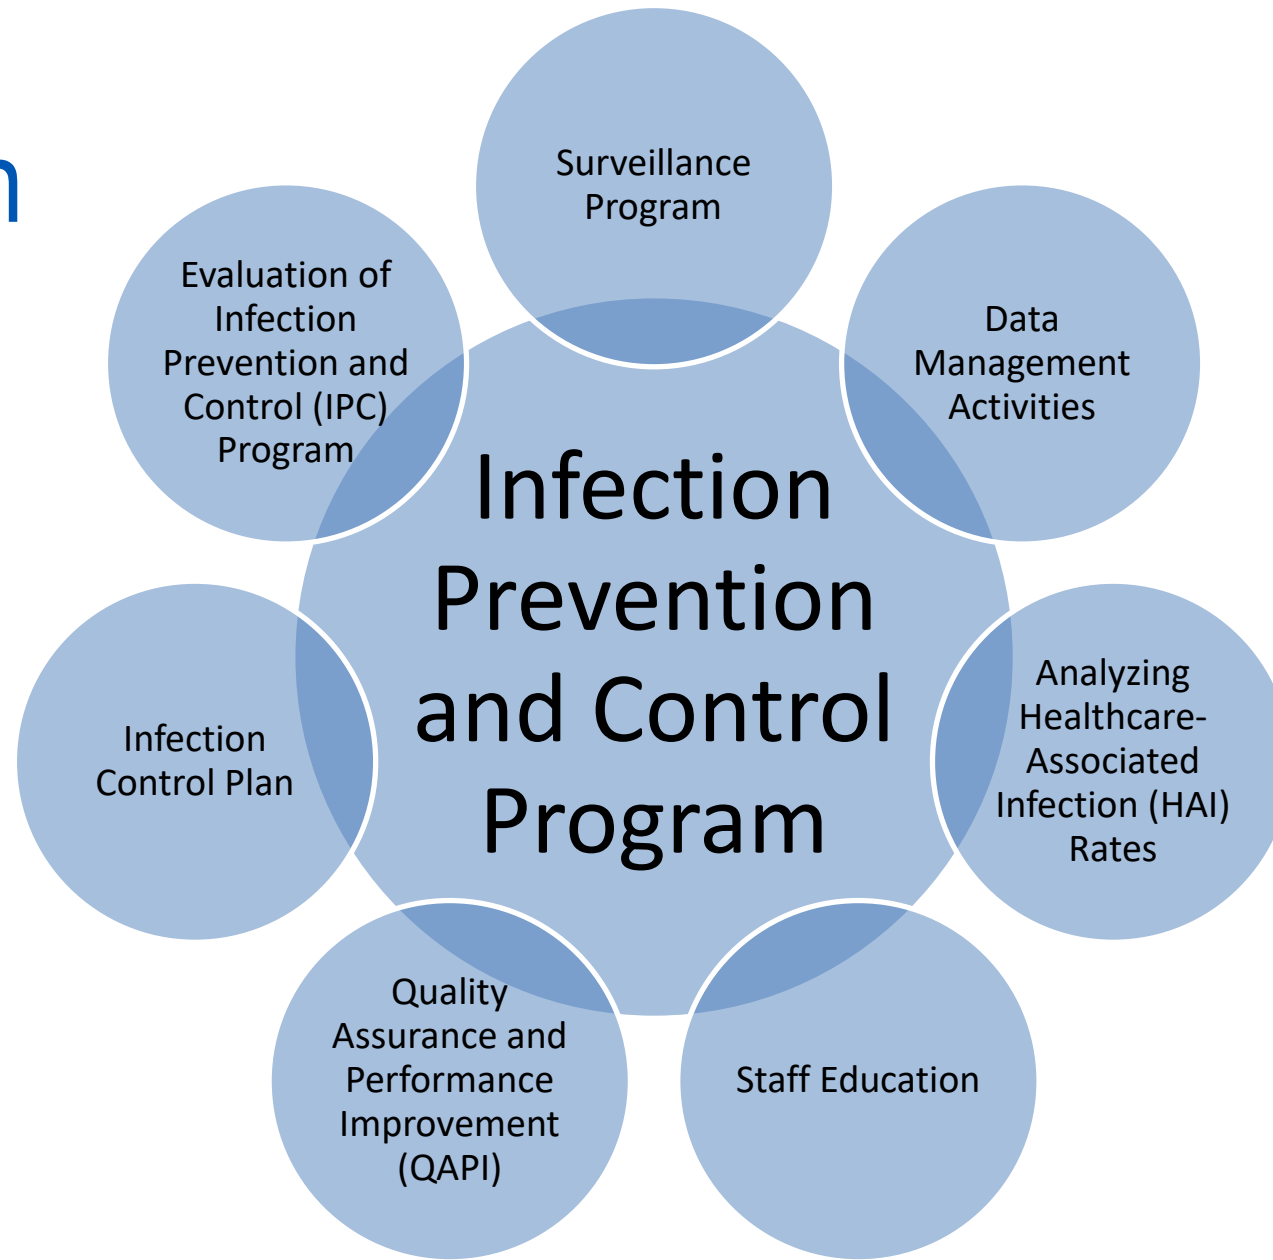 Surveillance
Program
Data
Management
Activities
Analyzing
Healthcare-
Associated
Infection (HAI)
Rates
Staff Education
Quality
Assurance and
Performance
Improvement
(QAPI)
Infection
Control Plan
Evaluation of
Infection
Prevention and
Control (IPC)
Program
Infection
Prevention
and Control
Program